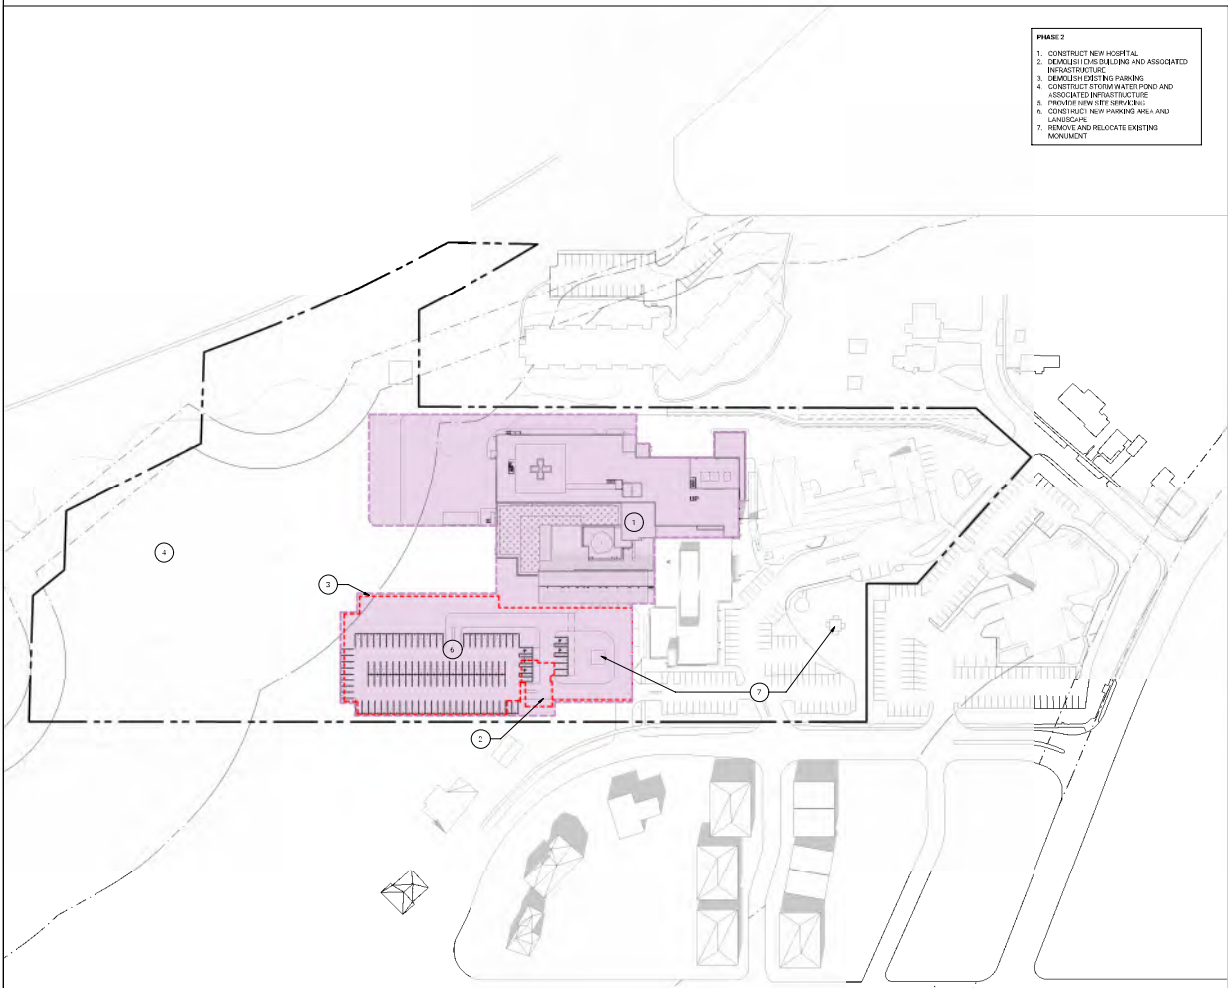 PHASE 2
1. CONSTRUCT NEW HOSPITAL
2. DEMOLISH EMS BUILDING AND ASSOCIATED
INFRASTRUCTURE
3. DEMOLISH EXISTING PARKING
4. CONSTRUCT STORM WATER POND AND
ASSOCIATED INFRASTRUCTURE
5. PROVIDE NEW SITE SERVICING
6. CONSTRUCT NEW PARKING AREA AND
LANDSCAPE
7. REMOVE AND RELOCATE EXISTING
MONUMENT
UP
UP
1
4
3
6
7
2